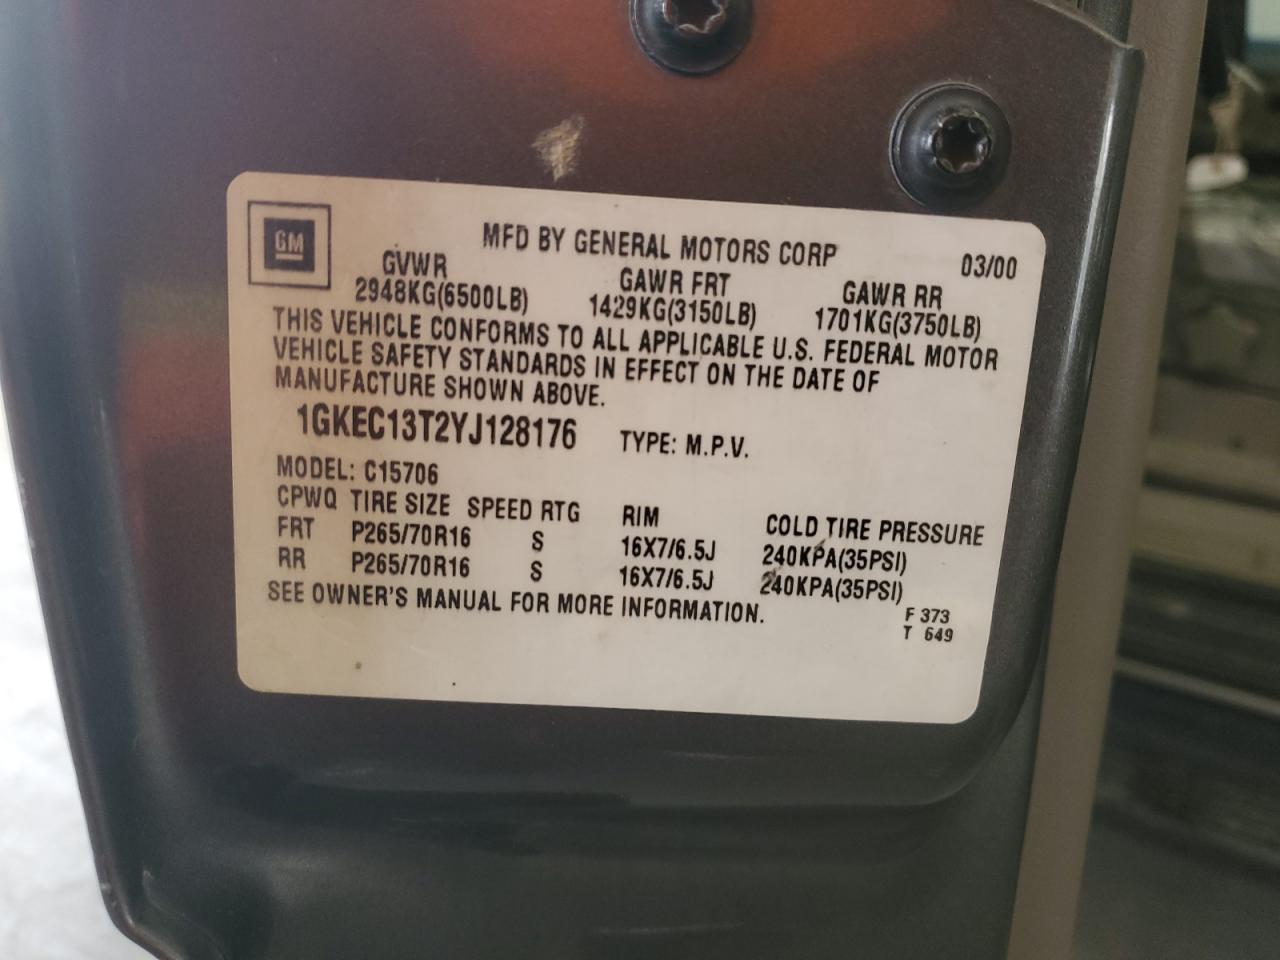 GM
MFD BY GENERAL MOTORS CORP 03/00
GVWR GAWR FRT GAWR RR
2948KG(6500LB) 1429KG(3150LB) 1701KG(3750LB)
THIS VEHICLE CONFORMS TO ALL APPLICABLE U.S. FEDERAL MOTOR
VEHICLE SAFETY STANDARDS IN EFFECT ON THE DATE OF
MANUFACTURE SHOWN ABOVE.
1GKEC13T2YJ128176 TYPE: M.P.V.
MODEL: C15706
CPWQ TIRE SIZE SPEED RTG RIM COLD TIRE PRESSURE
FRT P265/70R16 S 16X7/6.5J 240KPA(35PSI)
RR P265/70R16 S 16X7/6.5J 240KPA(35PSI)
SEE OWNER'S MANUAL FOR MORE INFORMATION.
F 373
T 649